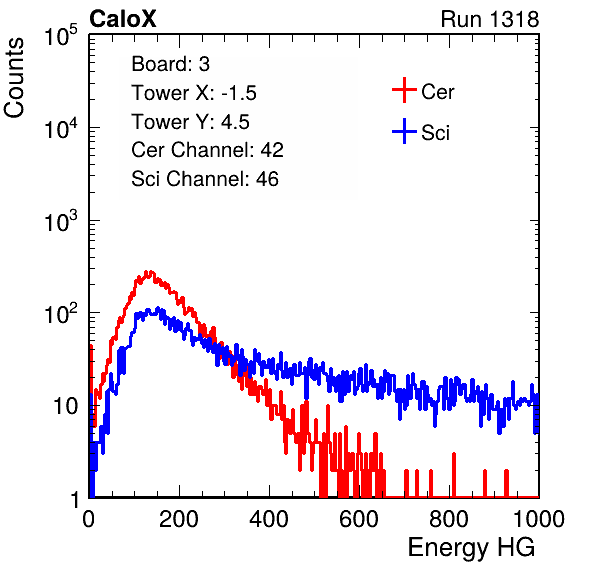 CaloX Run 1318
Counts
Board: 3
Tower X: -1.5
Tower Y: 4.5
Cer Channel: 42
Sci Channel: 46
Cer
Sci
10^5
10^4
10^3
10^2
10
1
0 200 400 600 800 1000
Energy HG